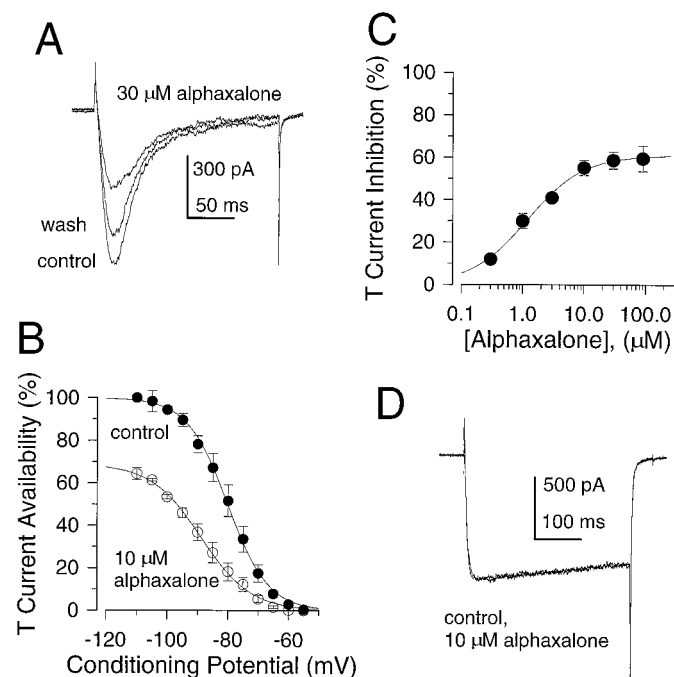 A
30 μM alphaxalone
300 pA
50 ms
wash
control
B
T Current Availability (%)
100
80
60
40
20
0
control
10 μM
alphaxalone
-120
-100
-80
-60
Conditioning Potential (mV)
C
T Current Inhibition (%)
100
80
60
40
20
0
0.1
1.0
10.0
100.0
[Alphaxalone], (μM)
D
500 pA
100 ms
control,
10 μM alphaxalone